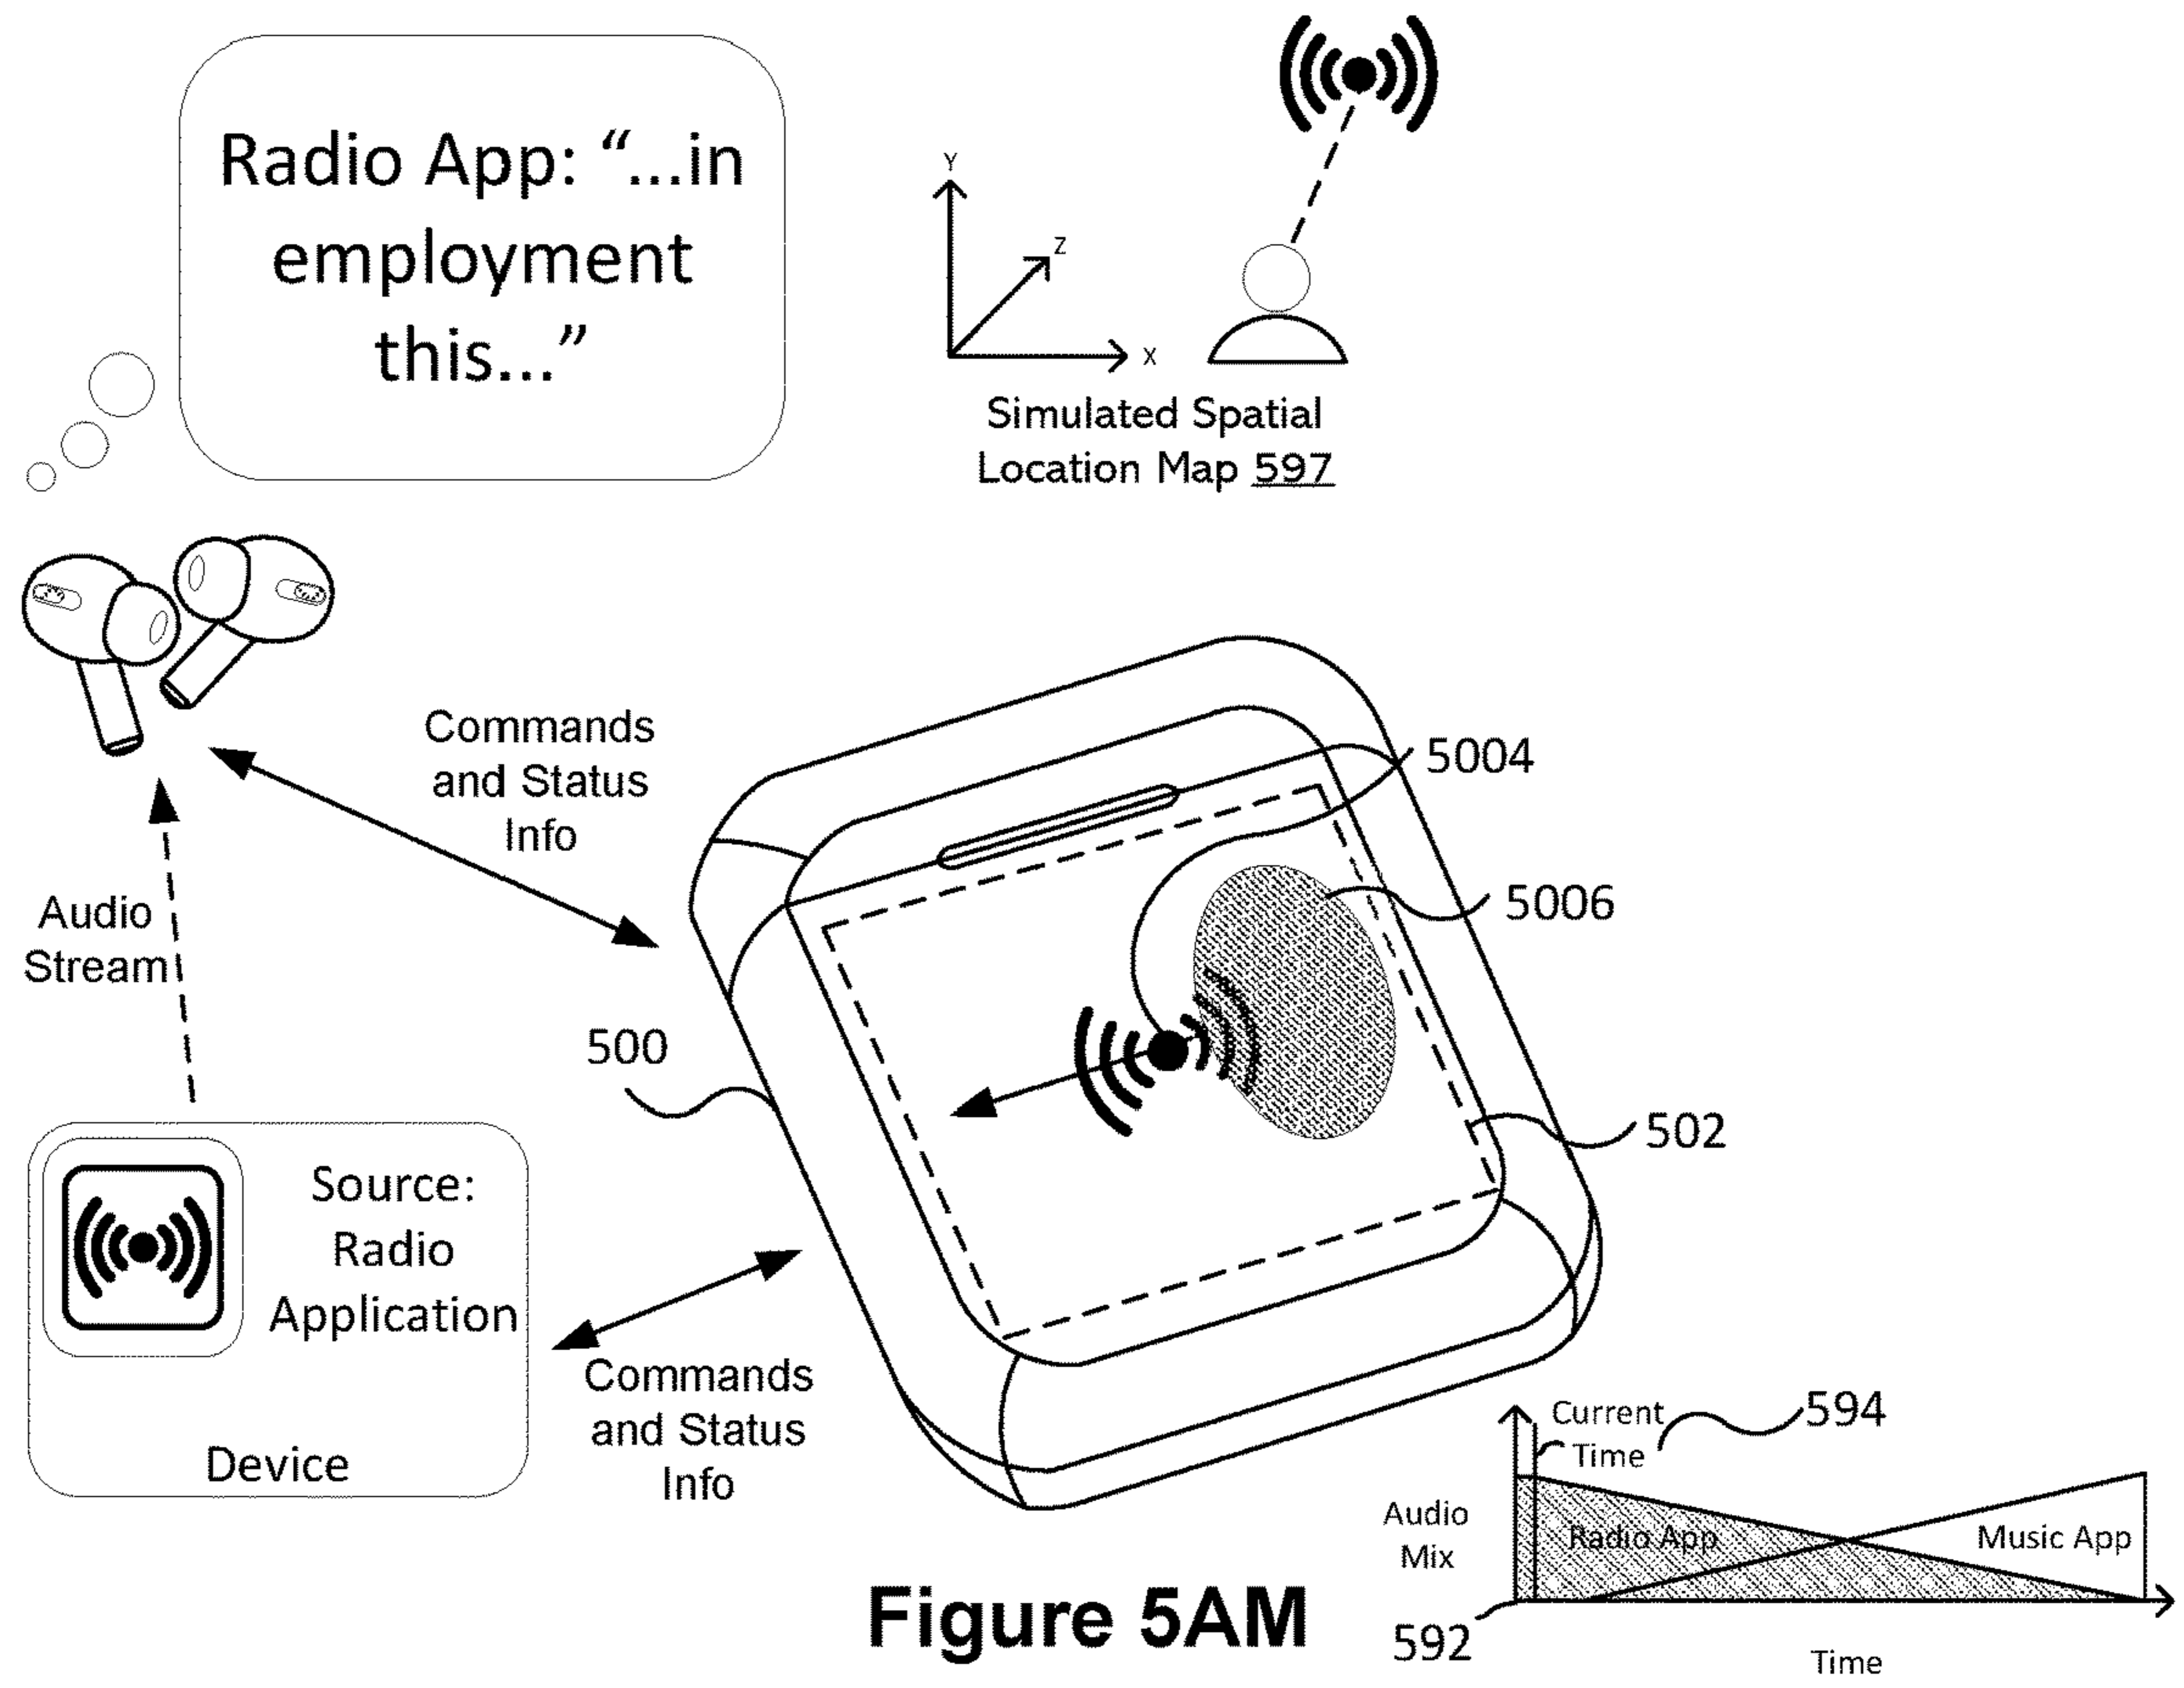 Radio App: “...in
employment
this...”
Y
Z
X
Simulated Spatial
Location Map 597
Commands
and Status
Info
5004
5006
Audio
Stream
500
502
Source:
Radio
Application
Device
Commands
and Status
Info
Current
Time
594
Audio
Mix
Radio App
Music App
592
Time
Figure 5AM